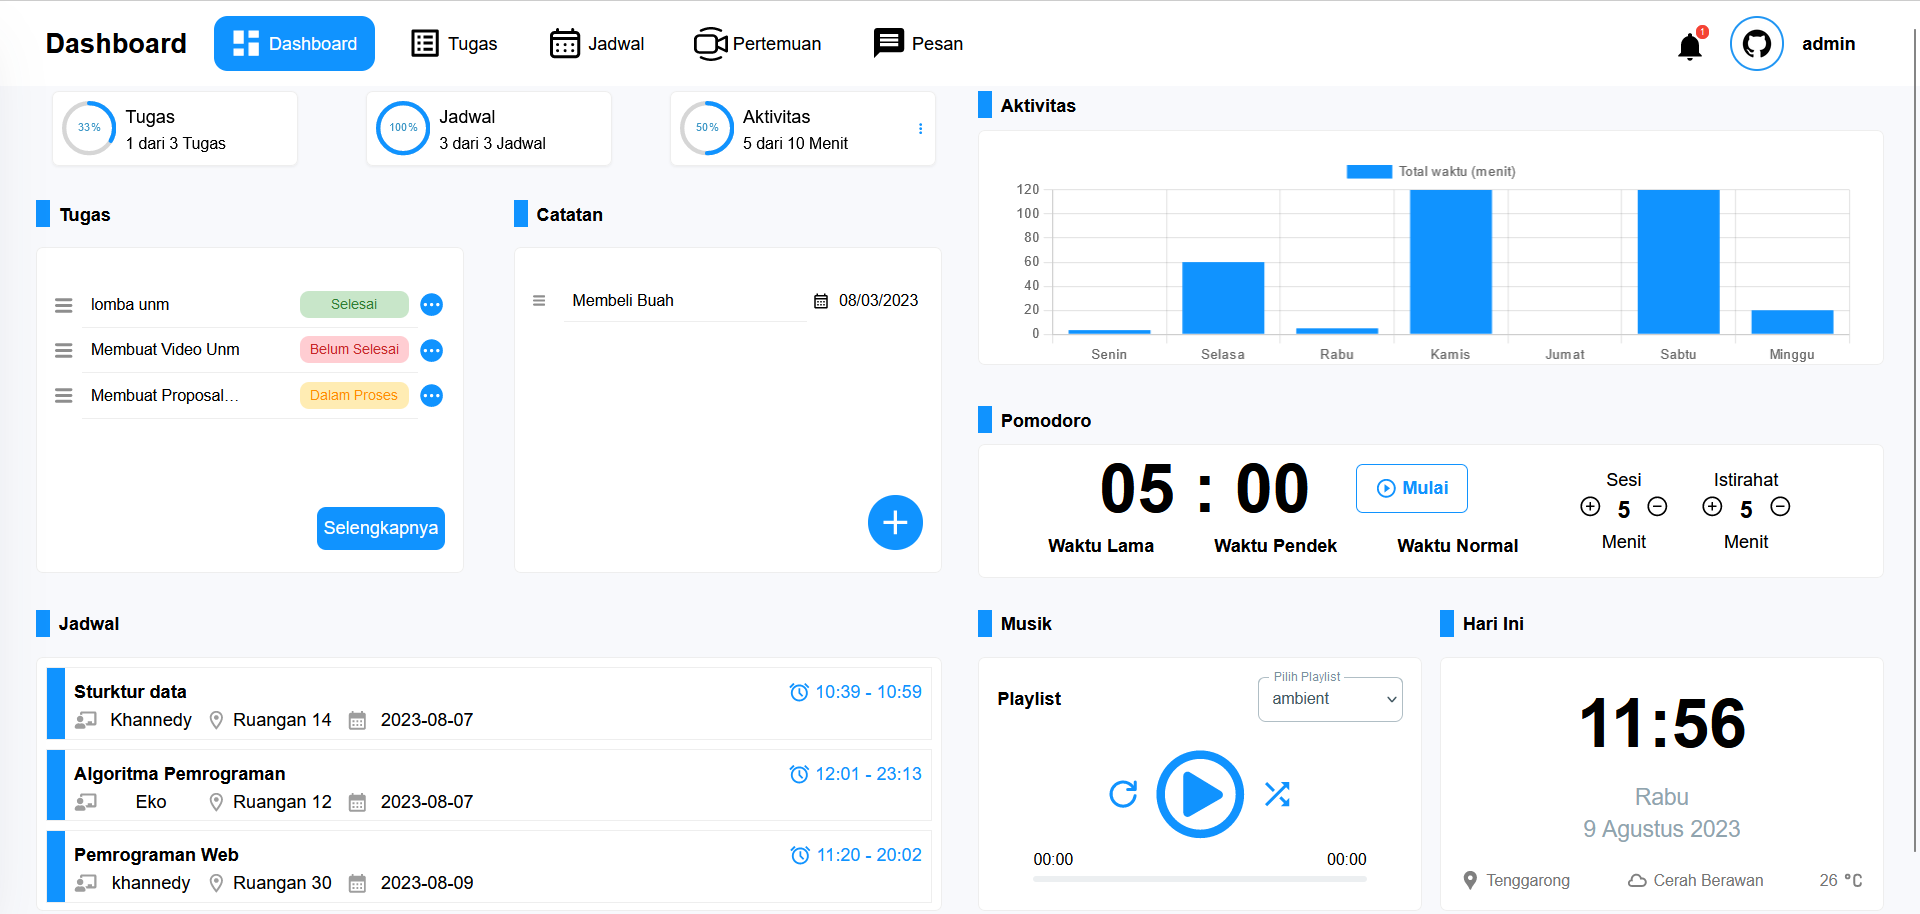 Dashboard
Dashboard
Tugas
Jadwal
Pertemuan
Pesan
1
admin
33%
Tugas
1 dari 3 Tugas
100%
Jadwal
3 dari 3 Jadwal
50%
Aktivitas
5 dari 10 Menit
Tugas
lomba unm
Selesai
Membuat Video Unm
Belum Selesai
Membuat Proposal...
Dalam Proses
Selengkapnya
Catatan
Membeli Buah
08/03/2023
Jadwal
Sturktur data
10:39 - 10:59
Khannedy
Ruangan 14
2023-08-07
Algoritma Pemrograman
12:01 - 23:13
Eko
Ruangan 12
2023-08-07
Pemrograman Web
11:20 - 20:02
khannedy
Ruangan 30
2023-08-09
Aktivitas
Total waktu (menit)
120
100
80
60
40
20
0
Senin
Selasa
Rabu
Kamis
Jumat
Sabtu
Minggu
Pomodoro
05 : 00
Mulai
Waktu Lama
Waktu Pendek
Waktu Normal
Sesi
5
Menit
Istirahat
5
Menit
Musik
Playlist
Pilih Playlist
ambient
00:00
00:00
Hari Ini
11:56
Rabu
9 Agustus 2023
Tenggarong
Cerah Berawan
26 °C